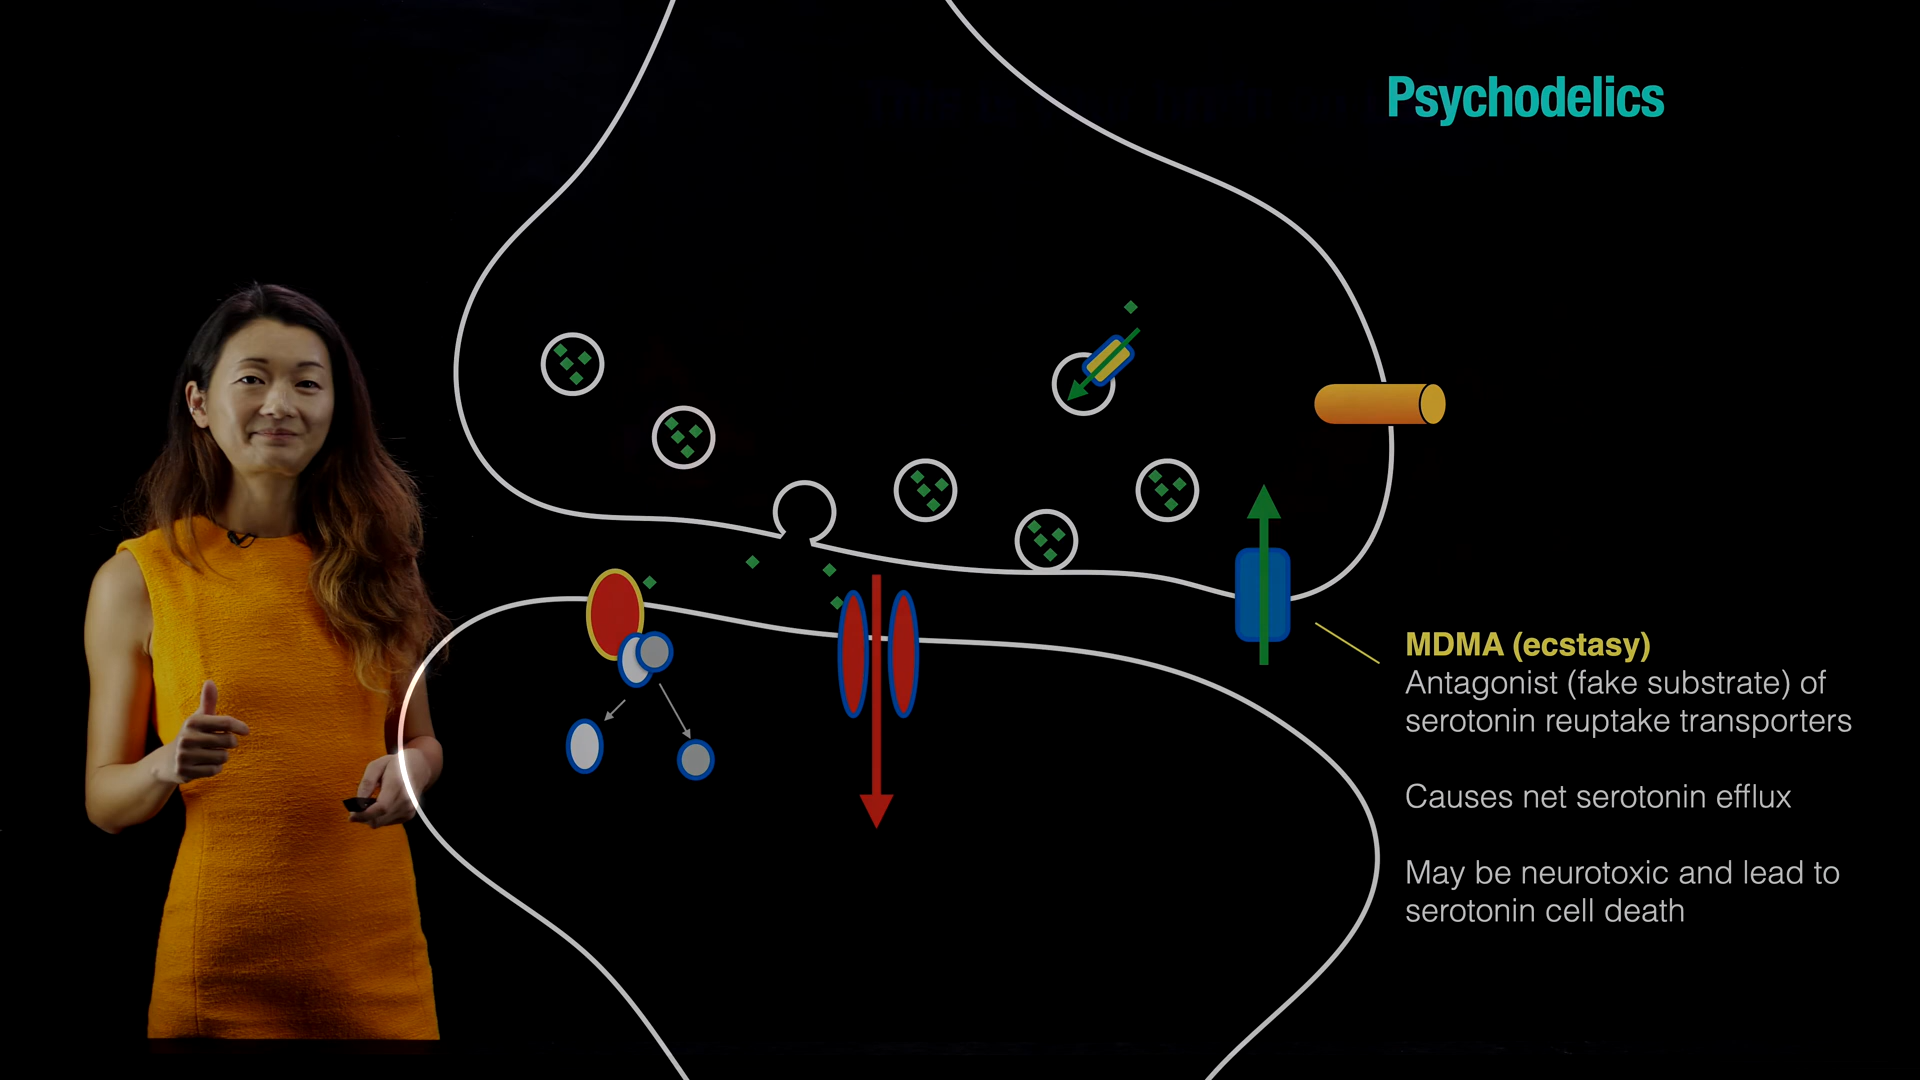 Psychodelics
MDMA (ecstasy)
Antagonist (fake substrate) of
serotonin reuptake transporters
Causes net serotonin efflux
May be neurotoxic and lead to
serotonin cell death